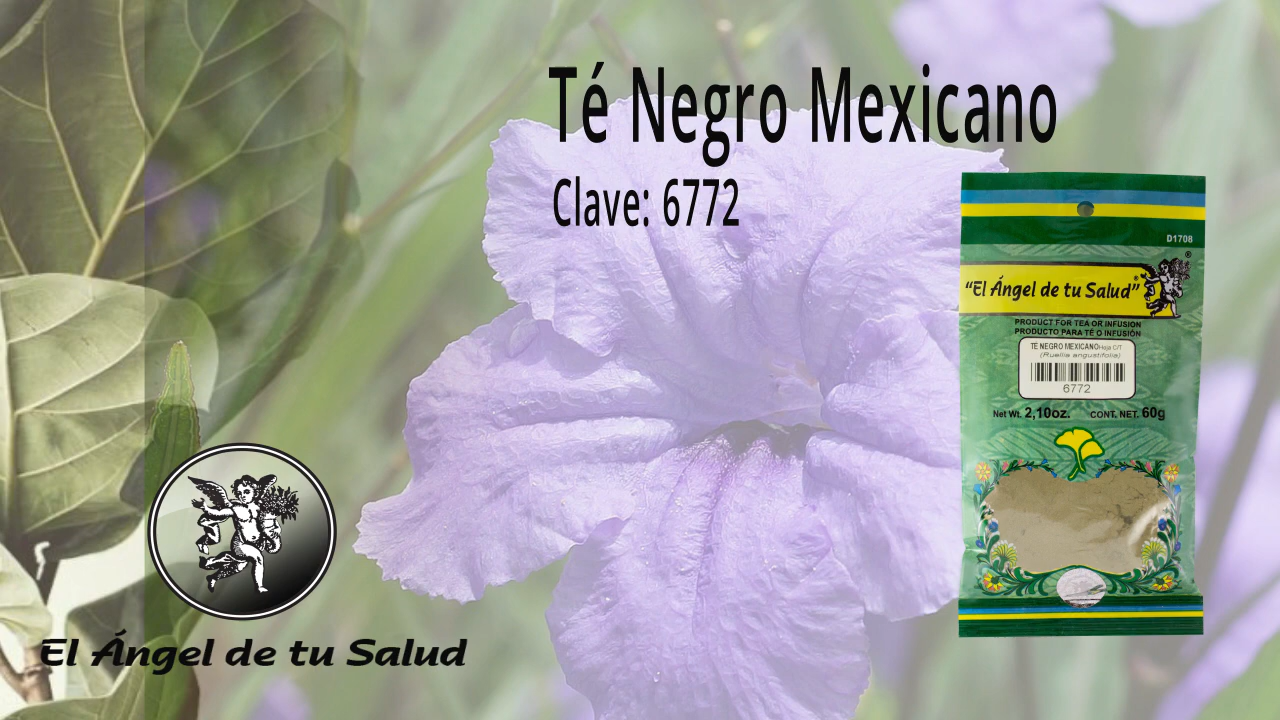 Té Negro Mexicano
Clave: 6772
D1708
®
"El Ángel de tu Salud"®
PRODUCT FOR TEA OR INFUSION
PRODUCTO PARA TÉ O INFUSIÓN
TÉ NEGRO MEXICANO Hoja C/T
(Ruellia angustifolia)
6772
Net Wt. 2,10oz. CONT. NET. 60g
El Ángel de tu Salud